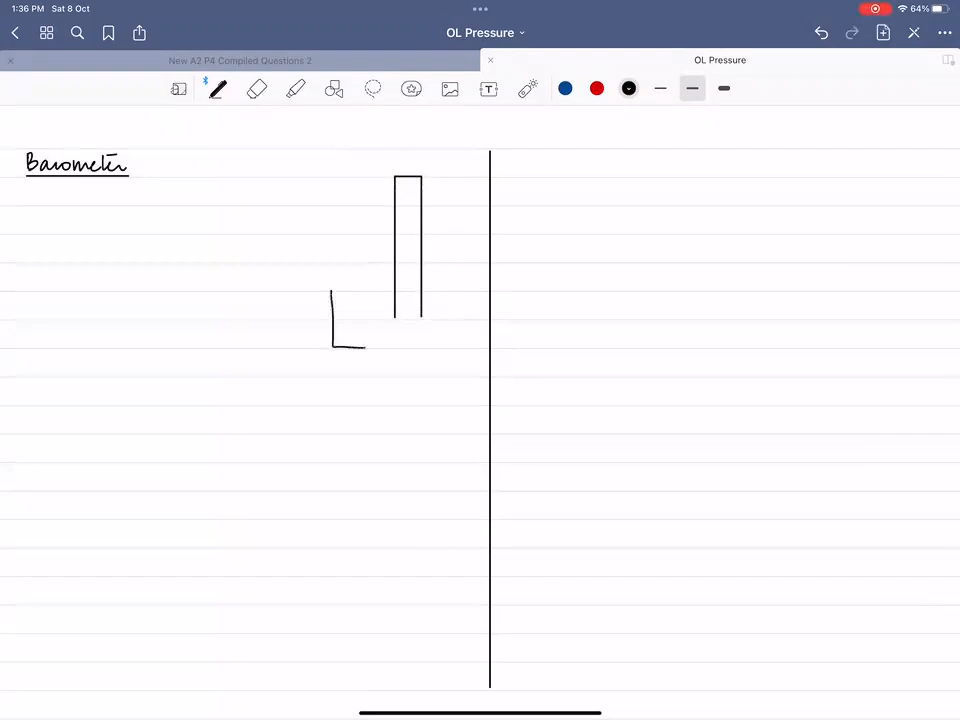 1:36 PM Sat 8 Oct
64%
OL Pressure
New A2 P4 Compiled Questions 2
OL Pressure
T
Barometer